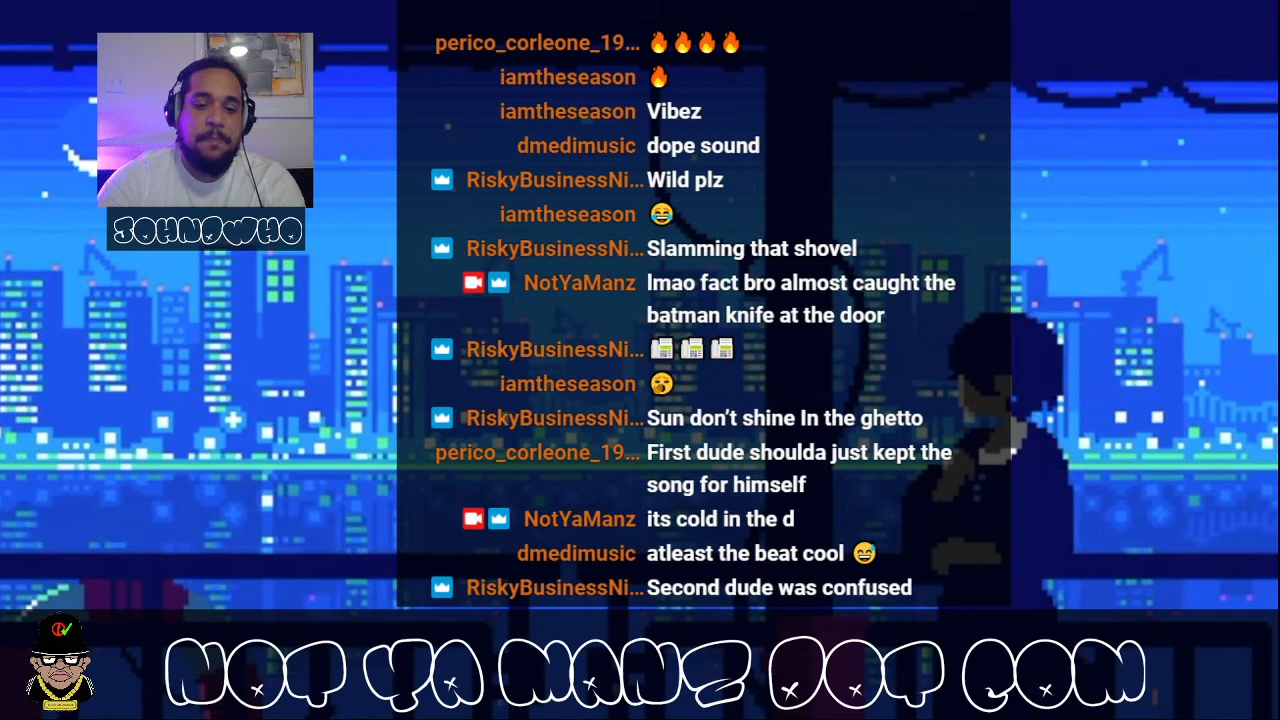 perico_corleone_19... 🔥🔥🔥🔥
iamtheseason 🔥
iamtheseason Vibez
dmedimusic dope sound
RiskyBusinessNi... Wild plz
iamtheseason 😂
JOHNDWHO
RiskyBusinessNi... Slamming that shovel
NotYaManz lmao fact bro almost caught the
batman knife at the door
RiskyBusinessNi... 📠📠📠
iamtheseason 🥱
RiskyBusinessNi... Sun don’t shine In the ghetto
perico_corleone_19... First dude shoulda just kept the
song for himself
NotYaManz its cold in the d
dmedimusic atleast the beat cool 😅
RiskyBusinessNi... Second dude was confused
NOT YA MANZ DOT COM